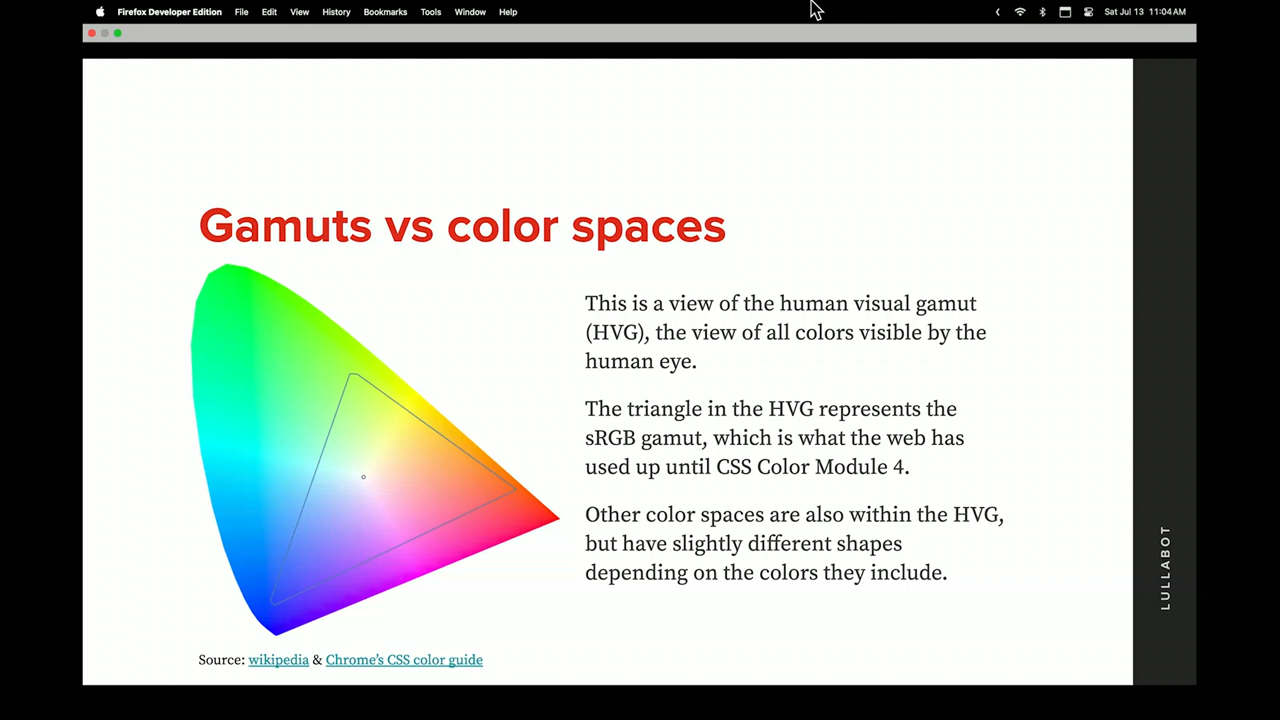 Firefox Developer Edition File Edit View History Bookmarks Tools Window Help Sat Jul 13 11:04 AM
Gamuts vs color spaces
This is a view of the human visual gamut
(HVG), the view of all colors visible by the
human eye.
The triangle in the HVG represents the
sRGB gamut, which is what the web has
used up until CSS Color Module 4.
Other color spaces are also within the HVG,
but have slightly different shapes
depending on the colors they include.
Source: wikipedia & Chrome's CSS color guide
LULLABOT